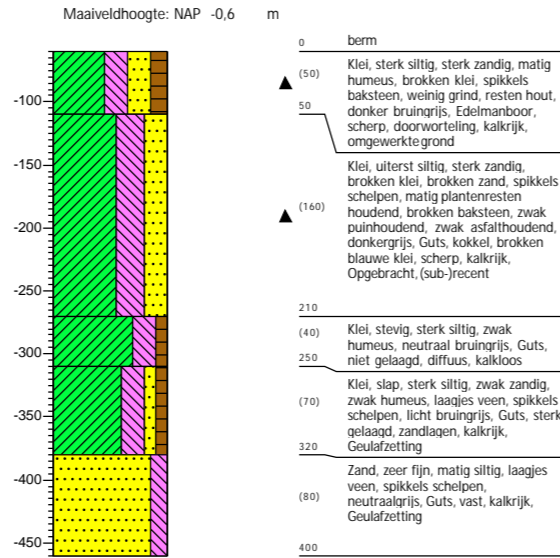 Maaiveldhoogte: NAP -0,6 m
0 berm
(50) Klei, sterk siltig, sterk zandig, matig
humeus, brokken klei, spikkels
baksteen, weinig grind, resten hout,
donker bruingrijs, Edelmanboor,
scherp, doorworteling, kalkrijk,
omgewerkte grond
50
(160) Klei, uiterst siltig, sterk zandig,
brokken klei, brokken zand, spikkels
schelpen, matig plantenresten
houdend, brokken baksteen, zwak
puinhoudend, zwak asfalthoudend,
donkergrijs, Guts, kokkel, brokken
blauwe klei, scherp, kalkrijk,
Opgebracht, (sub-)recent
210
(40) Klei, stevig, sterk siltig, zwak
humeus, neutraal bruingrijs, Guts,
niet gelaagd, diffuus, kalkloos
250
(70) Klei, slap, sterk siltig, zwak zandig,
zwak humeus, laagjes veen, spikkels
schelpen, licht bruingrijs, Guts, sterk
gelaagd, zandlagen, kalkrijk,
Geulafzetting
320
(80) Zand, zeer fijn, matig siltig, laagjes
veen, spikkels schelpen,
neutraalgrijs, Guts, vast, kalkrijk,
Geulafzetting
400
-100
-150
-200
-250
-300
-350
-400
-450